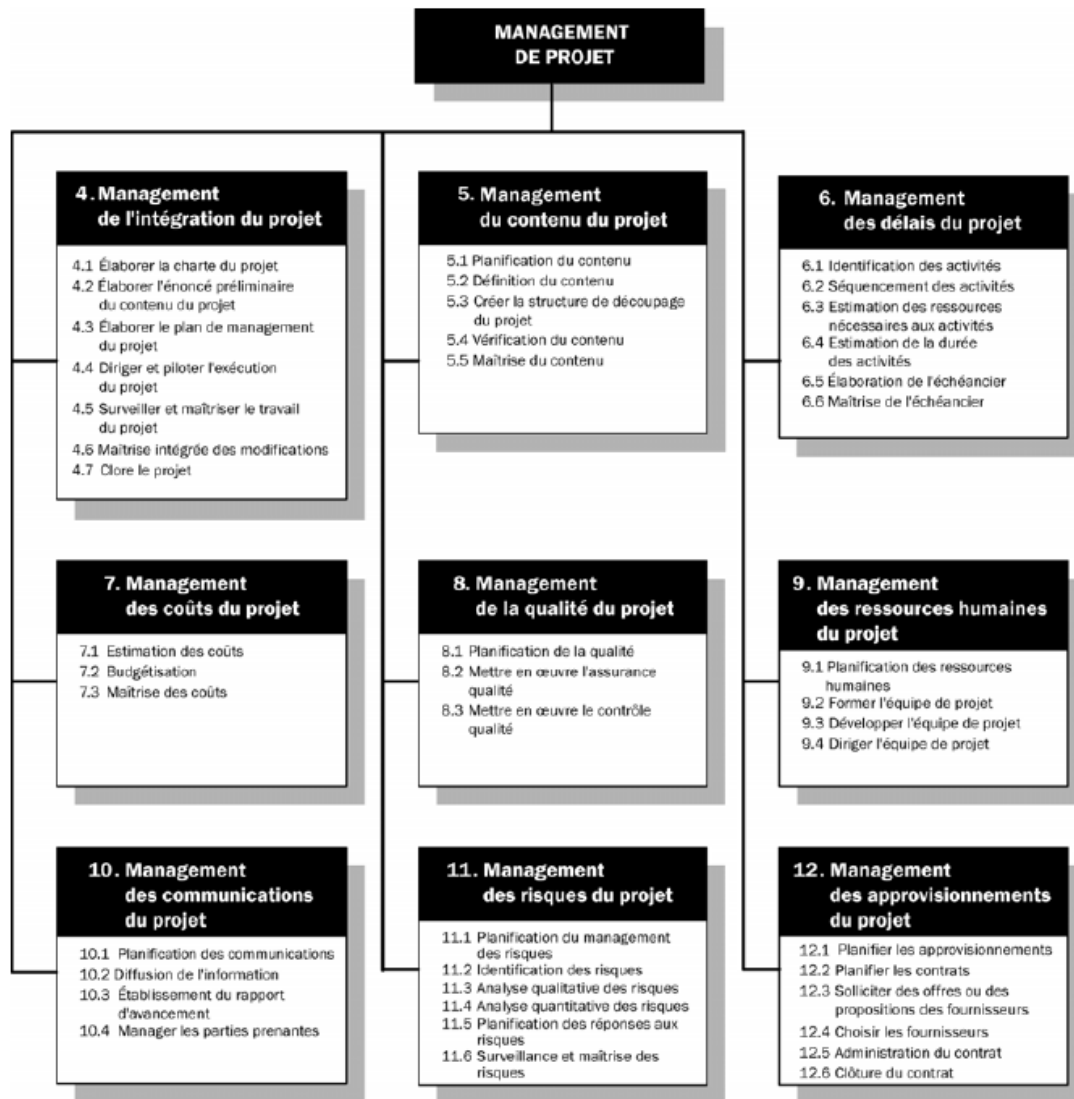 MANAGEMENT
DE PROJET
4. Management
de l'intégration du projet
4.1 Élaborer la charte du projet
4.2 Élaborer l'énoncé préliminaire
du contenu du projet
4.3 Élaborer le plan de management
du projet
4.4 Diriger et piloter l'exécution
du projet
4.5 Surveiller et maîtriser le travail
du projet
4.6 Maîtrise intégrée des modifications
4.7 Clore le projet
5. Management
du contenu du projet
5.1 Planification du contenu
5.2 Définition du contenu
5.3 Créer la structure de découpage
du projet
5.4 Vérification du contenu
5.5 Maîtrise du contenu
6. Management
des délais du projet
6.1 Identification des activités
6.2 Séquencement des activités
6.3 Estimation des ressources
nécessaires aux activités
6.4 Estimation de la durée
des activités
6.5 Élaboration de l'échéancier
6.6 Maîtrise de l'échéancier
7. Management
des coûts du projet
7.1 Estimation des coûts
7.2 Budgétisation
7.3 Maîtrise des coûts
8. Management
de la qualité du projet
8.1 Planification de la qualité
8.2 Mettre en œuvre l'assurance
qualité
8.3 Mettre en œuvre le contrôle
qualité
9. Management
des ressources humaines
du projet
9.1 Planification des ressources
humaines
9.2 Former l'équipe de projet
9.3 Développer l'équipe de projet
9.4 Diriger l'équipe de projet
10. Management
des communications
du projet
10.1 Planification des communications
10.2 Diffusion de l'information
10.3 Établissement du rapport
d'avancement
10.4 Manager les parties prenantes
11. Management
des risques du projet
11.1 Planification du management
des risques
11.2 Identification des risques
11.3 Analyse qualitative des risques
11.4 Analyse quantitative des risques
11.5 Planification des réponses aux
risques
11.6 Surveillance et maîtrise des
risques
12. Management
des approvisionnements
du projet
12.1 Planifier les approvisionnements
12.2 Planifier les contrats
12.3 Solliciter des offres ou des
propositions des fournisseurs
12.4 Choisir les fournisseurs
12.5 Administration du contrat
12.6 Clôture du contrat